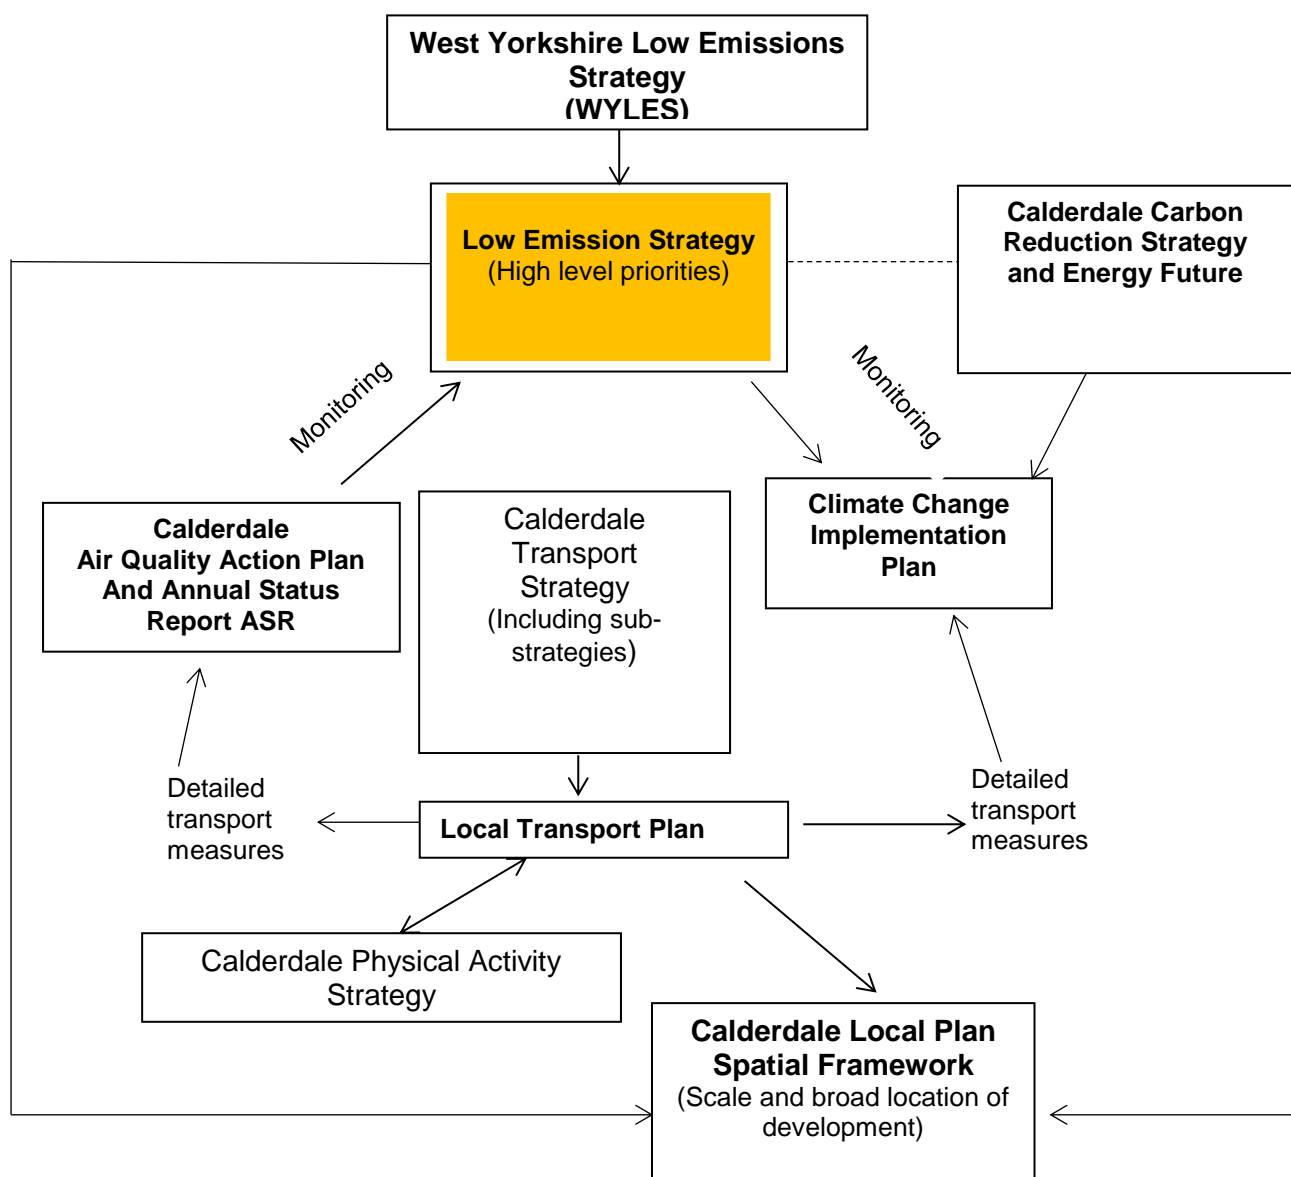 West Yorkshire Low Emissions
Strategy
(WYLES)
Low Emission Strategy
(High level priorities)
Calderdale Carbon
Reduction Strategy
and Energy Future
Monitoring
Monitoring
Calderdale
Air Quality Action Plan
And Annual Status
Report ASR
Calderdale
Transport
Strategy
(Including sub-
strategies)
Climate Change
Implementation
Plan
Detailed
transport
measures
Local Transport Plan
Detailed
transport
measures
Calderdale Physical Activity
Strategy
Calderdale Local Plan
Spatial Framework
(Scale and broad location of
development)